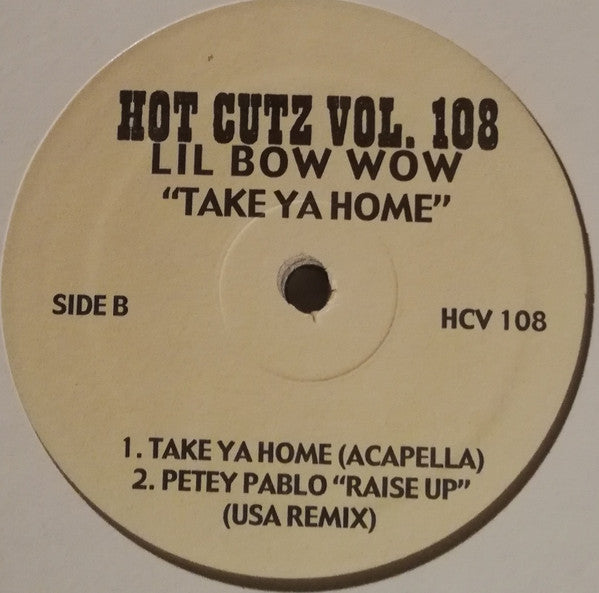 HOT CUTZ VOL. 108
LIL BOW WOW
“TAKE YA HOME”
SIDE B
HCV 108
1. TAKE YA HOME (ACAPELLA)
2. PETEY PABLO “RAISE UP”
(USA REMIX)